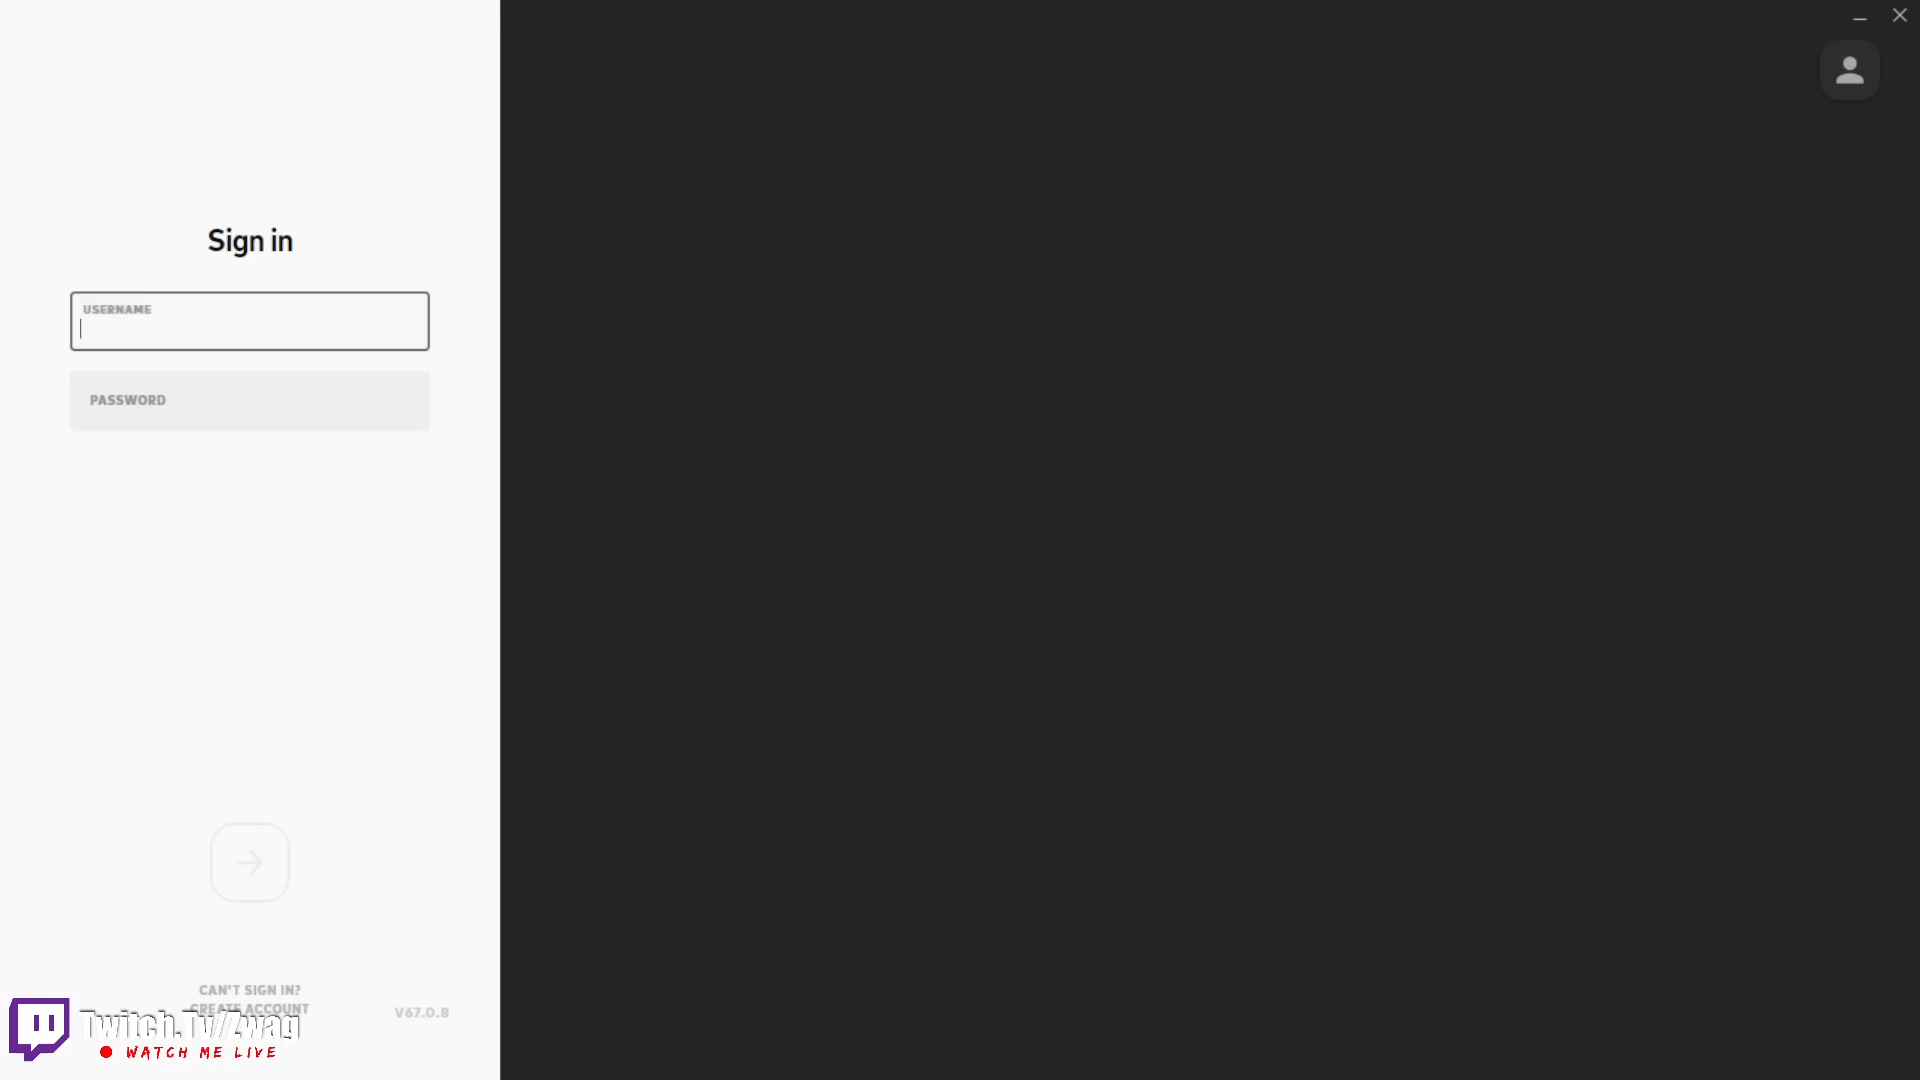 Sign in
USERNAME
PASSWORD
CAN'T SIGN IN?
CREATE ACCOUNT
V67.0.8
Twitch.Tv/Zwag
WATCH ME LIVE